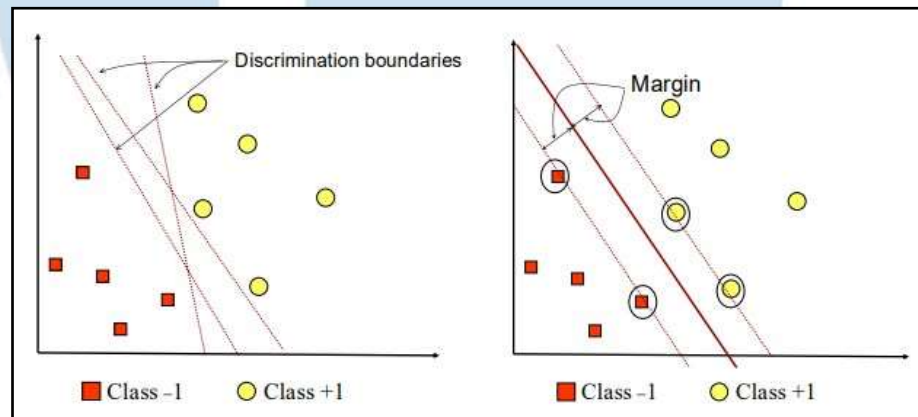 Discrimination boundaries
Margin
Class –1
Class +1
Class –1
Class +1